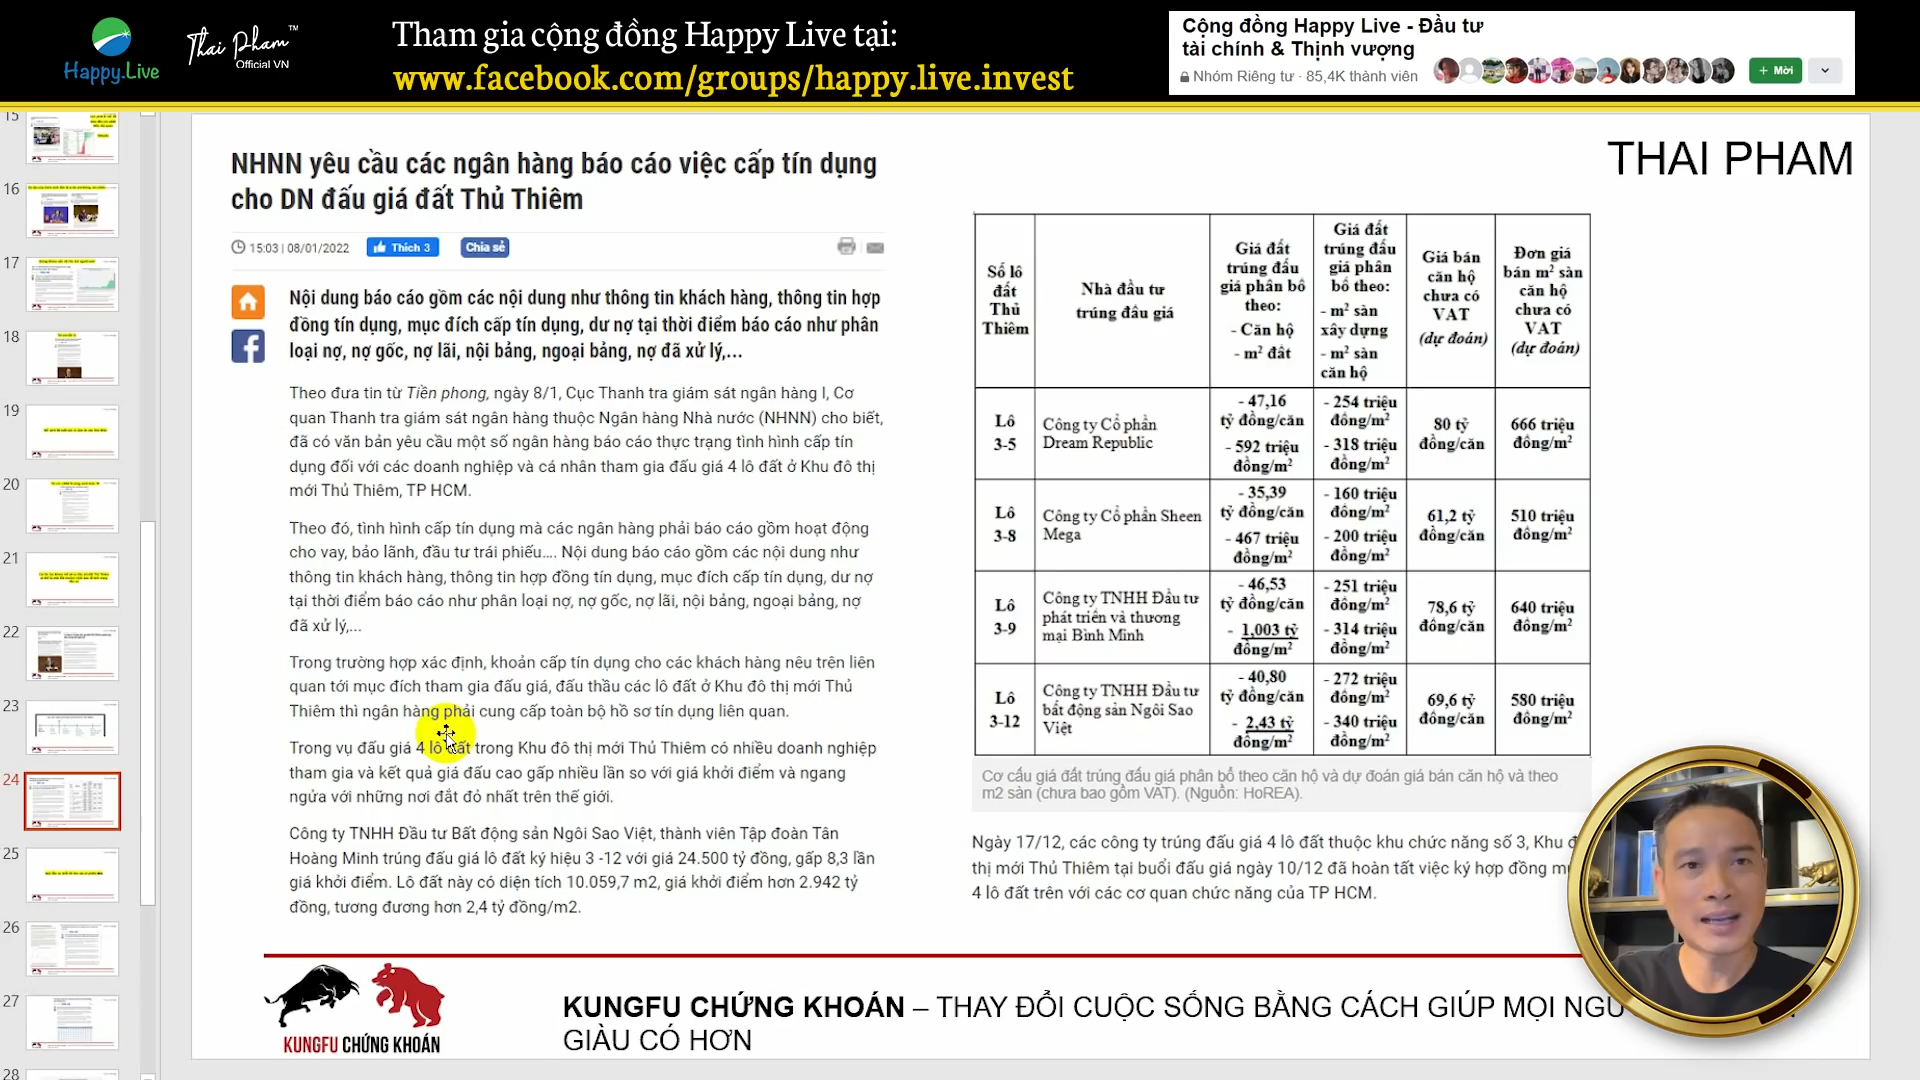 Happy.Live
Thai Pham™
Official VN
Tham gia cộng đồng Happy Live tại:
www.facebook.com/groups/happy.live.invest
Cộng đồng Happy Live - Đầu tư
tài chính & Thịnh vượng
Nhóm Riêng tư · 85,4K thành viên
+ Mời
15
16
17
18
19
20
21
22
23
24
25
26
27
28
THAI PHAM
NHNN yêu cầu các ngân hàng báo cáo việc cấp tín dụng
cho DN đấu giá đất Thủ Thiêm
15:03 | 08/01/2022
Thích 3
Chia sẻ
Nội dung báo cáo gồm các nội dung như thông tin khách hàng, thông tin hợp
đồng tín dụng, mục đích cấp tín dụng, dư nợ tại thời điểm báo cáo như phân
loại nợ, nợ gốc, nợ lãi, nội bảng, ngoại bảng, nợ đã xử lý,...
Theo đưa tin từ Tiền phong, ngày 8/1, Cục Thanh tra giám sát ngân hàng I, Cơ
quan Thanh tra giám sát ngân hàng thuộc Ngân hàng Nhà nước (NHNN) cho biết,
đã có văn bản yêu cầu một số ngân hàng báo cáo thực trạng tình hình cấp tín
dụng đối với các doanh nghiệp và cá nhân tham gia đấu giá 4 lô đất ở Khu đô thị
mới Thủ Thiêm, TP HCM.
Theo đó, tình hình cấp tín dụng mà các ngân hàng phải báo cáo gồm hoạt động
cho vay, bảo lãnh, đầu tư trái phiếu.... Nội dung báo cáo gồm các nội dung như
thông tin khách hàng, thông tin hợp đồng tín dụng, mục đích cấp tín dụng, dư nợ
tại thời điểm báo cáo như phân loại nợ, nợ gốc, nợ lãi, nội bảng, ngoại bảng, nợ
đã xử lý,...
Trong trường hợp xác định, khoản cấp tín dụng cho các khách hàng nêu trên liên
quan tới mục đích tham gia đấu giá, đấu thầu các lô đất ở Khu đô thị mới Thủ
Thiêm thì ngân hàng phải cung cấp toàn bộ hồ sơ tín dụng liên quan.
Trong vụ đấu giá 4 lô đất trong Khu đô thị mới Thủ Thiêm có nhiều doanh nghiệp
tham gia và kết quả giá đấu cao gấp nhiều lần so với giá khởi điểm và ngang
ngửa với những nơi đắt đỏ nhất trên thế giới.
Công ty TNHH Đầu tư Bất động sản Ngôi Sao Việt, thành viên Tập đoàn Tân
Hoàng Minh trúng đấu giá lô đất ký hiệu 3 -12 với giá 24.500 tỷ đồng, gấp 8,3 lần
giá khởi điểm. Lô đất này có diện tích 10.059,7 m2, giá khởi điểm hơn 2.942 tỷ
đồng, tương đương hơn 2,4 tỷ đồng/m2.
Số lô
đất
Thủ
Thiêm
Nhà đầu tư
trúng đấu giá
Giá đất
trúng đấu
giá phân bổ
theo:
- Căn hộ
- m² đất
Giá đất
trúng đấu
giá phân
bổ theo:
- m² sàn
xây dựng
- m² sàn
căn hộ
Giá bán
căn hộ
chưa có
VAT
(dự đoán)
Đơn giá
bán m² sàn
căn hộ
chưa có
VAT
(dự đoán)
Lô
3-5
Công ty Cổ phần
Dream Republic
- 47,16
tỷ đồng/căn
- 592 triệu
đồng/m²
- 254 triệu
đồng/m²
- 318 triệu
đồng/m²
80 tỷ
đồng/căn
666 triệu
đồng/m²
Lô
3-8
Công ty Cổ phần Sheen
Mega
- 35,39
tỷ đồng/căn
- 467 triệu
đồng/m²
- 160 triệu
đồng/m²
- 200 triệu
đồng/m²
61,2 tỷ
đồng/căn
510 triệu
đồng/m²
Lô
3-9
Công ty TNHH Đầu tư
phát triển và thương
mại Bình Minh
- 46,53
tỷ đồng/căn
- 1,003 tỷ
đồng/m²
- 251 triệu
đồng/m²
- 314 triệu
đồng/m²
78,6 tỷ
đồng/căn
640 triệu
đồng/m²
Lô
3-12
Công ty TNHH Đầu tư
bất động sản Ngôi Sao
Việt
- 40,80
tỷ đồng/căn
- 2,43 tỷ
đồng/m²
- 272 triệu
đồng/m²
- 340 triệu
đồng/m²
69,6 tỷ
đồng/căn
580 triệu
đồng/m²
Cơ cấu giá đất trúng đấu giá phân bổ theo căn hộ và dự đoán giá bán căn hộ và theo
m2 sàn (chưa bao gồm VAT). (Nguồn: HoREA).
Ngày 17/12, các công ty trúng đấu giá 4 lô đất thuộc khu chức năng số 3, Khu
thị mới Thủ Thiêm tại buổi đấu giá ngày 10/12 đã hoàn tất việc ký hợp đồng
4 lô đất trên với các cơ quan chức năng của TP HCM.
KUNGFU CHỨNG KHOÁN
KUNGFU CHỨNG KHOÁN – THAY ĐỔI CUỘC SỐNG BẰNG CÁCH GIÚP MỌI
GIÀU CÓ HƠN